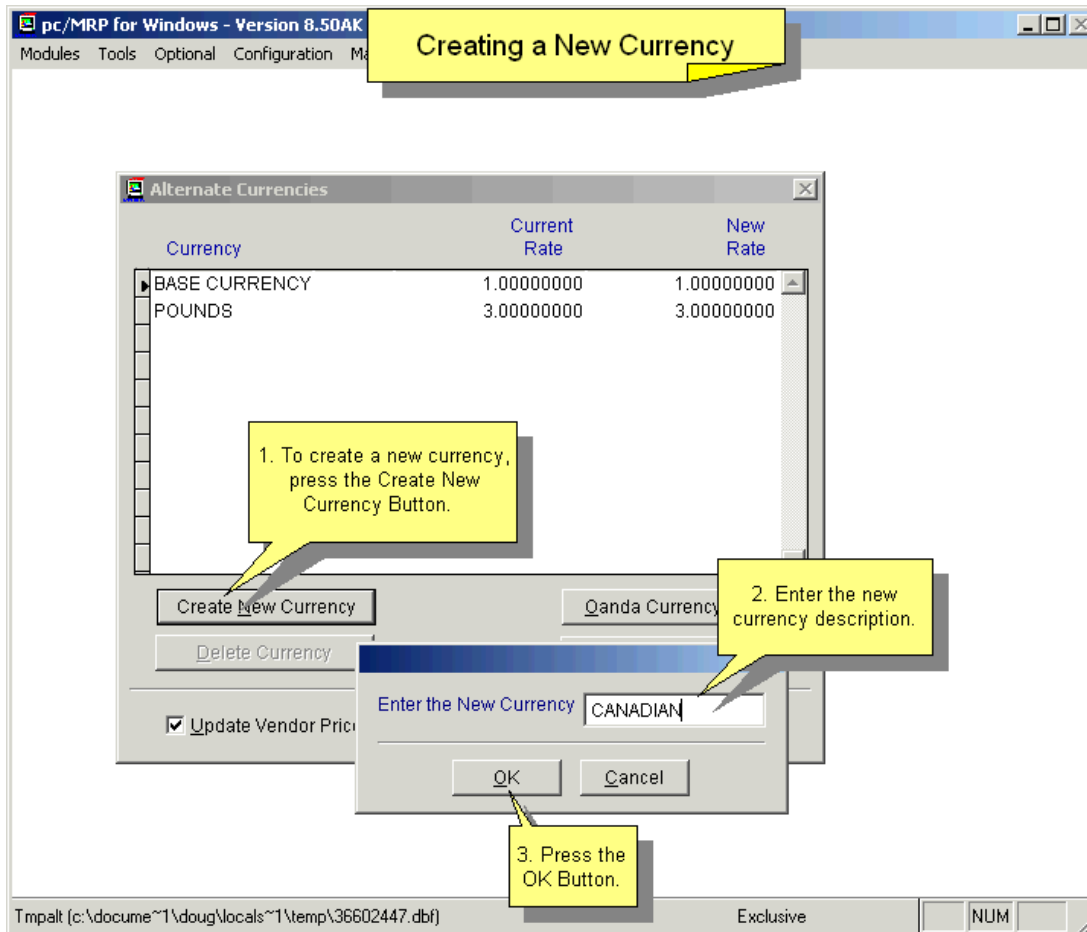 pc/MRP for Windows - Version 8.50AK
Creating a New Currency
Modules Tools Optional Configuration Ma
Alternate Currencies
Currency
Current
Rate
New
Rate
BASE CURRENCY 1.00000000 1.00000000
POUNDS 3.00000000 3.00000000
1. To create a new currency,
press the Create New
Currency Button.
Create New Currency
Oanda Currency
2. Enter the new
currency description.
Delete Currency
Enter the New Currency CANADIAN
Update Vendor Pric
OK Cancel
3. Press the
OK Button.
Tmpalt (c:\docume~1\doug\locals~1\temp\36602447.dbf) Exclusive NUM